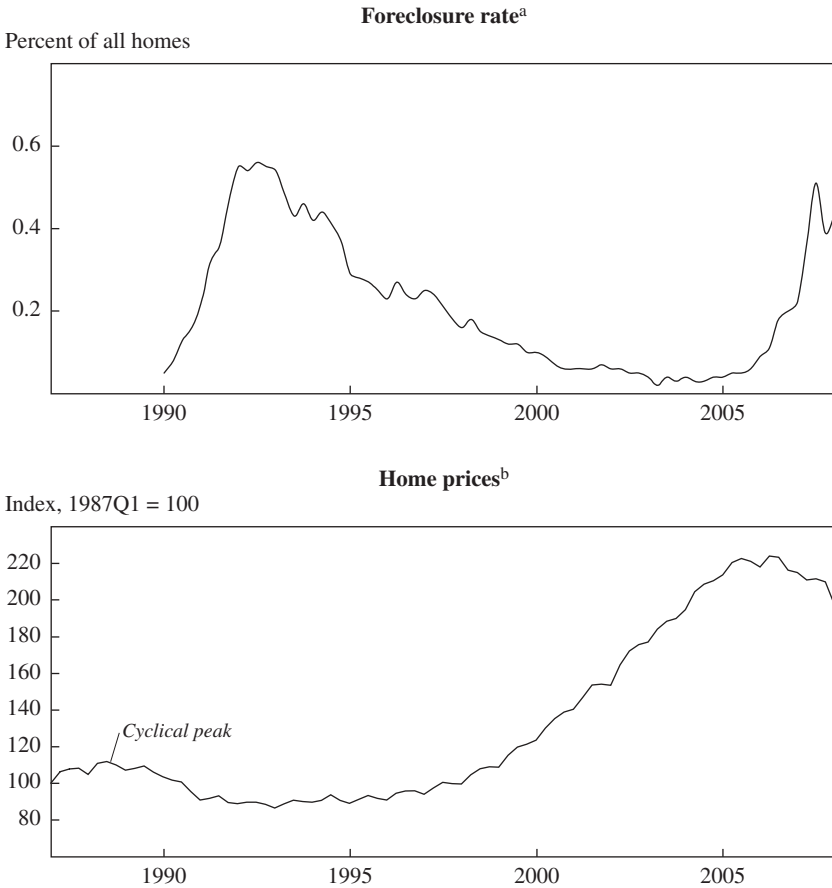 Foreclosure rateᵃ
Percent of all homes
0.6
0.4
0.2
1990 1995 2000 2005
Home pricesᵇ
Index, 1987Q1 = 100
220
200
180
160
140
120
100
80
Cyclical peak
1990 1995 2000 2005